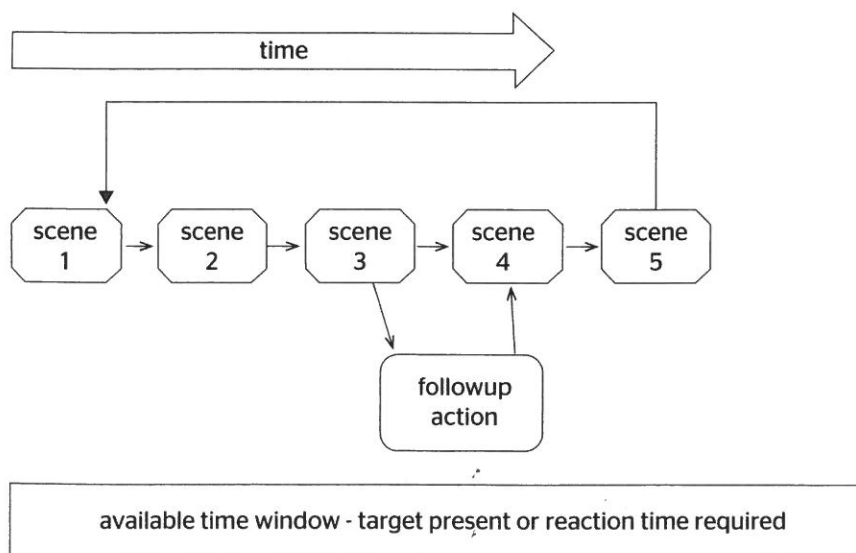 time
scene
1
scene
2
scene
3
scene
4
scene
5
followup
action
available time window - target present or reaction time required